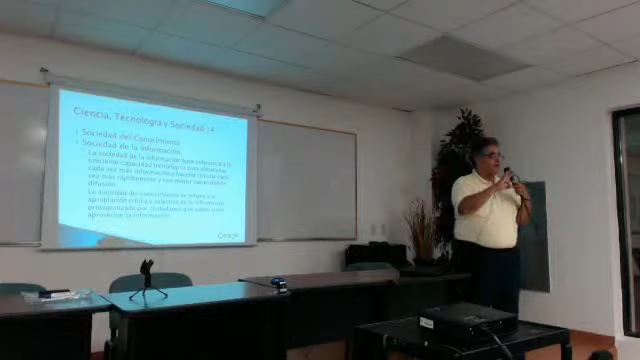 Ciencia, Tecnología y Sociedad
Sociedad del Conocimiento
Sociedad de la Información.
La sociedad de la información hace referencia a la
creciente capacidad tecnológica para almacenar
cada vez más información y hacerla circular cada
vez más rápidamente y con mayor capacidad de
difusión.
La sociedad del conocimiento se refiere a la
apropiación crítica y selectiva de la información
protagonizada por ciudadanos que saben cómo
aprovechar la información.